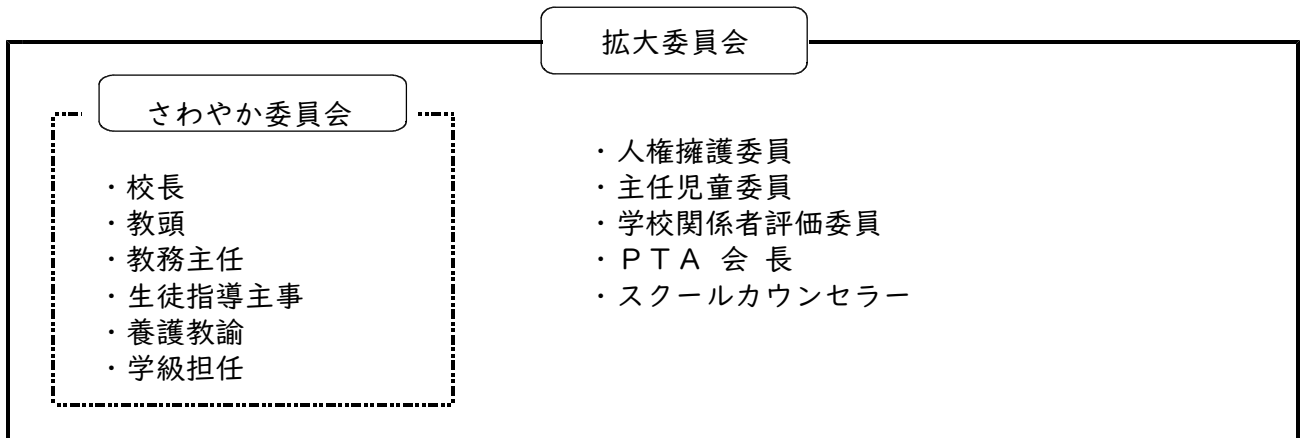 拡大委員会
さわやか委員会
・校長
・教頭
・教務主任
・生徒指導主事
・養護教諭
・学級担任
・人権擁護委員
・主任児童委員
・学校関係者評価委員
・ＰＴＡ 会 長
・スクールカウンセラー